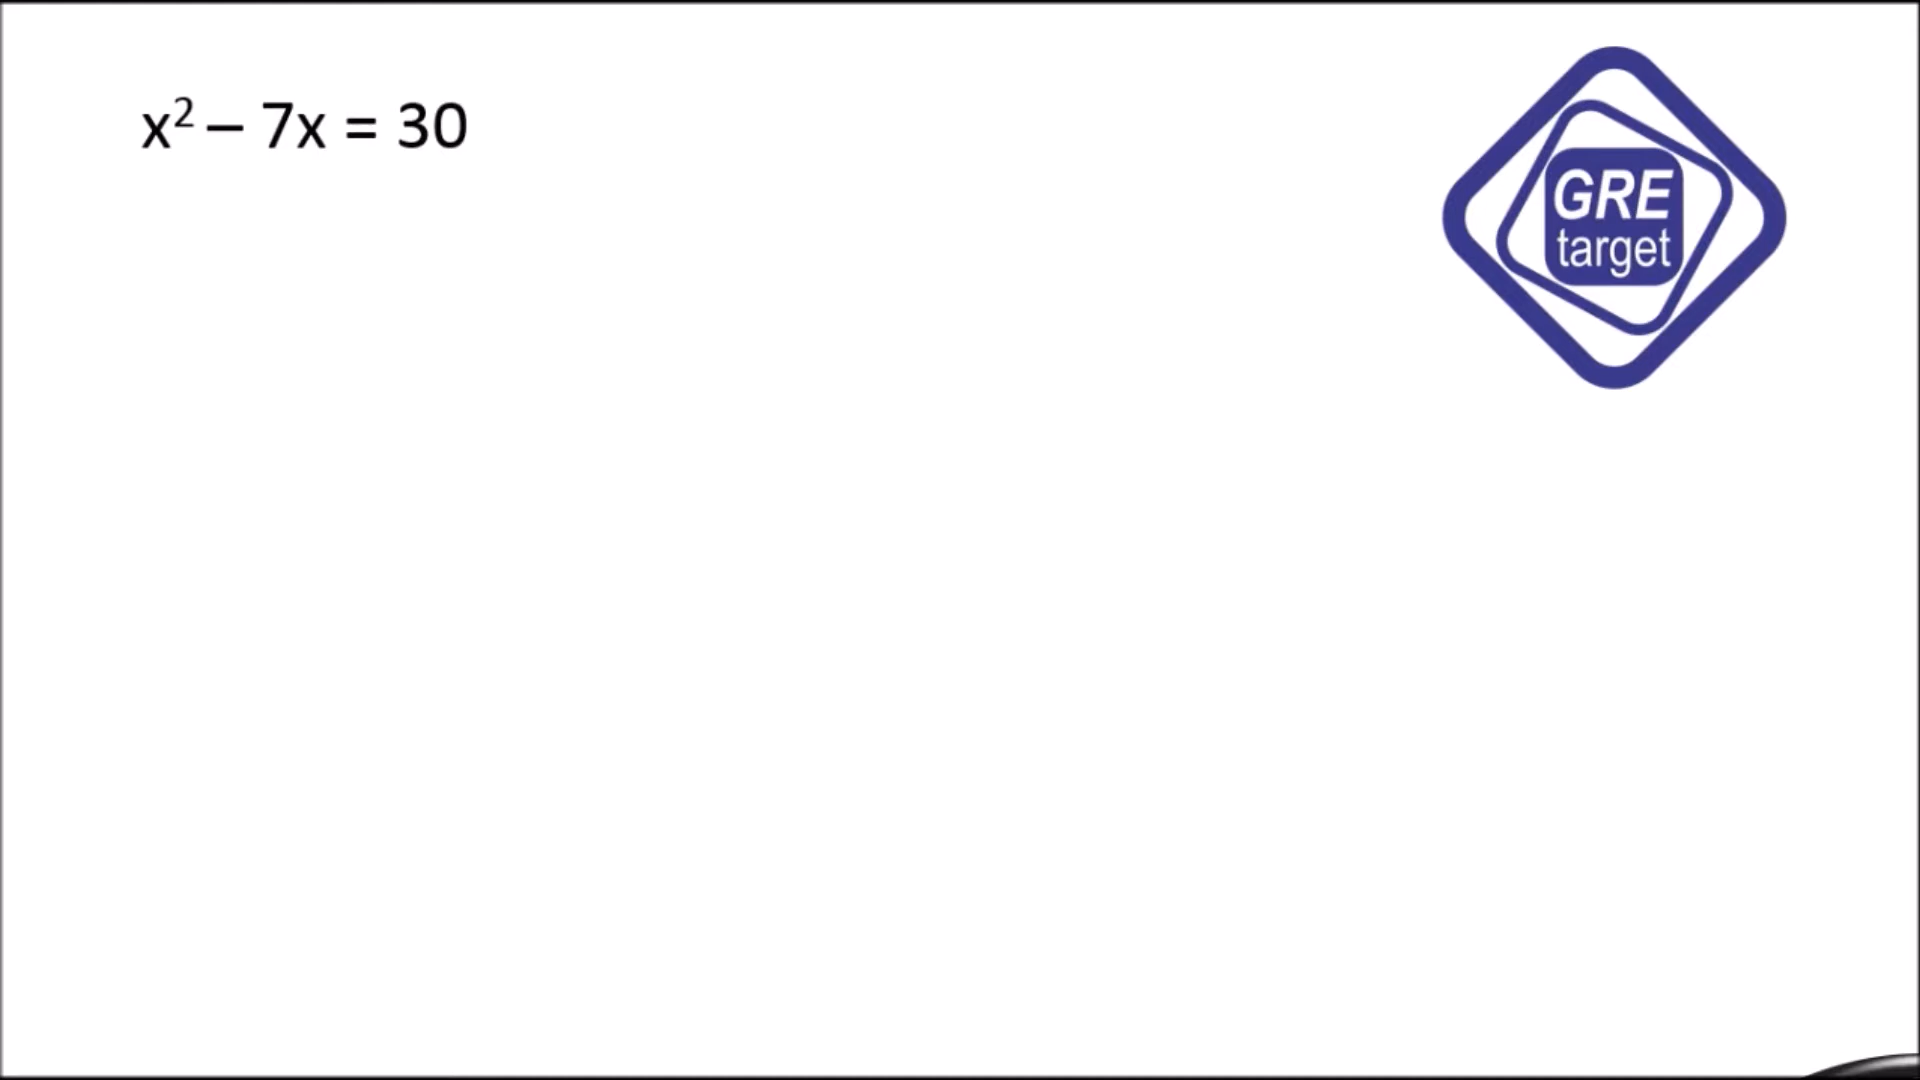 x² – 7x = 30
GRE
target